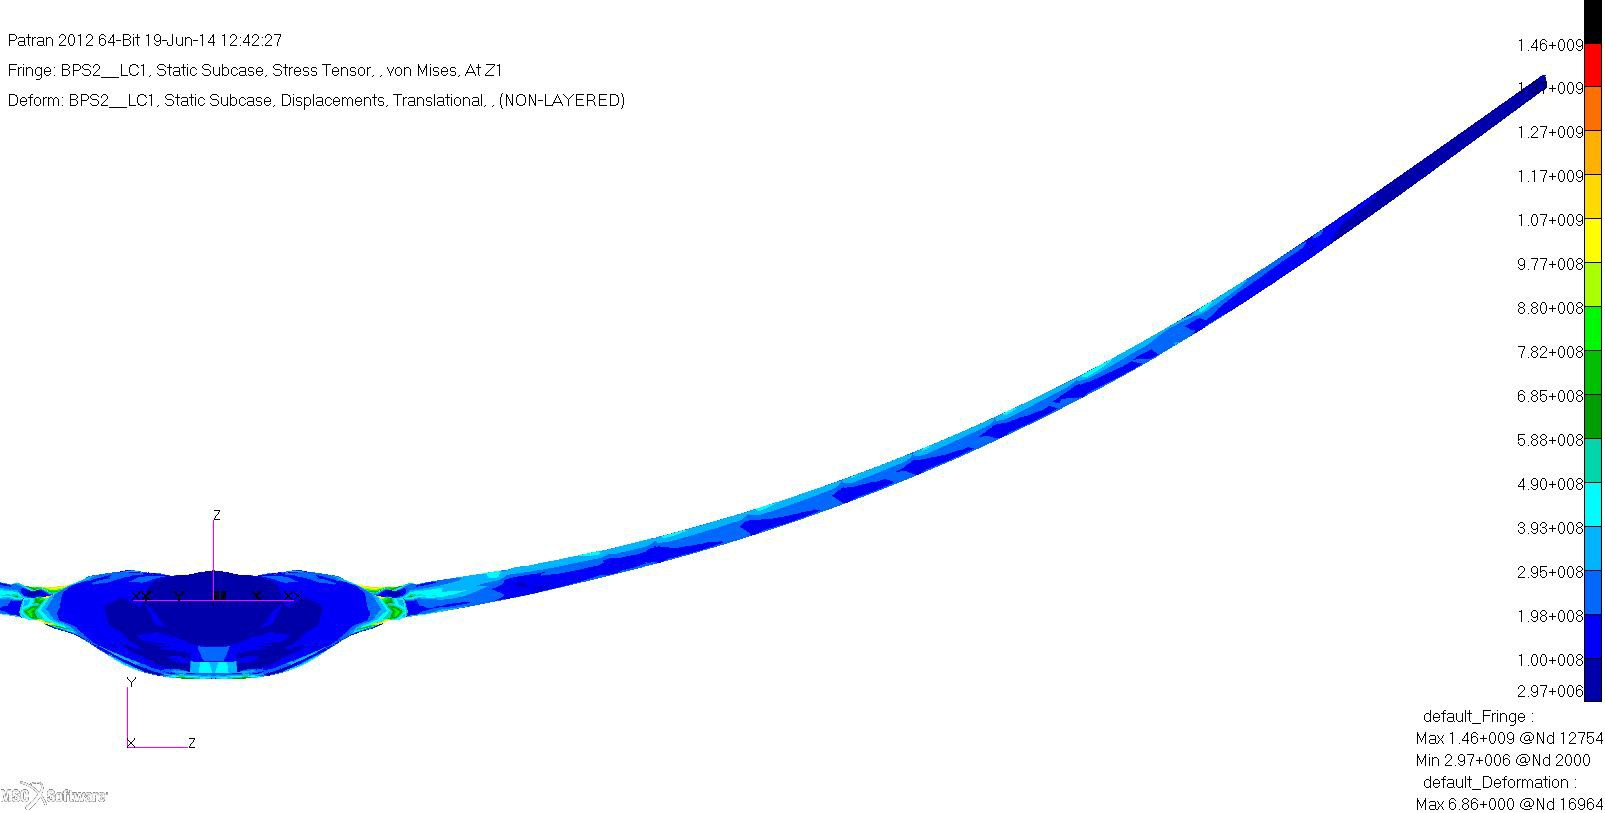 Patran 2012 64-Bit 19-Jun-14 12:42:27
Fringe: BPS2__LC1, Static Subcase, Stress Tensor, , von Mises, At Z1
Deform: BPS2__LC1, Static Subcase, Displacements, Translational, , (NON-LAYERED)
1.46+009
+009
1.27+009
1.17+009
1.07+009
9.77+008
8.80+008
7.82+008
6.85+008
5.88+008
4.90+008
3.93+008
2.95+008
1.98+008
1.00+008
2.97+006
Z
Y
X
Z
default_Fringe :
Max 1.46+009 @Nd 12754
Min 2.97+006 @Nd 2000
default_Deformation :
Max 6.86+000 @Nd 16964
MSC Software